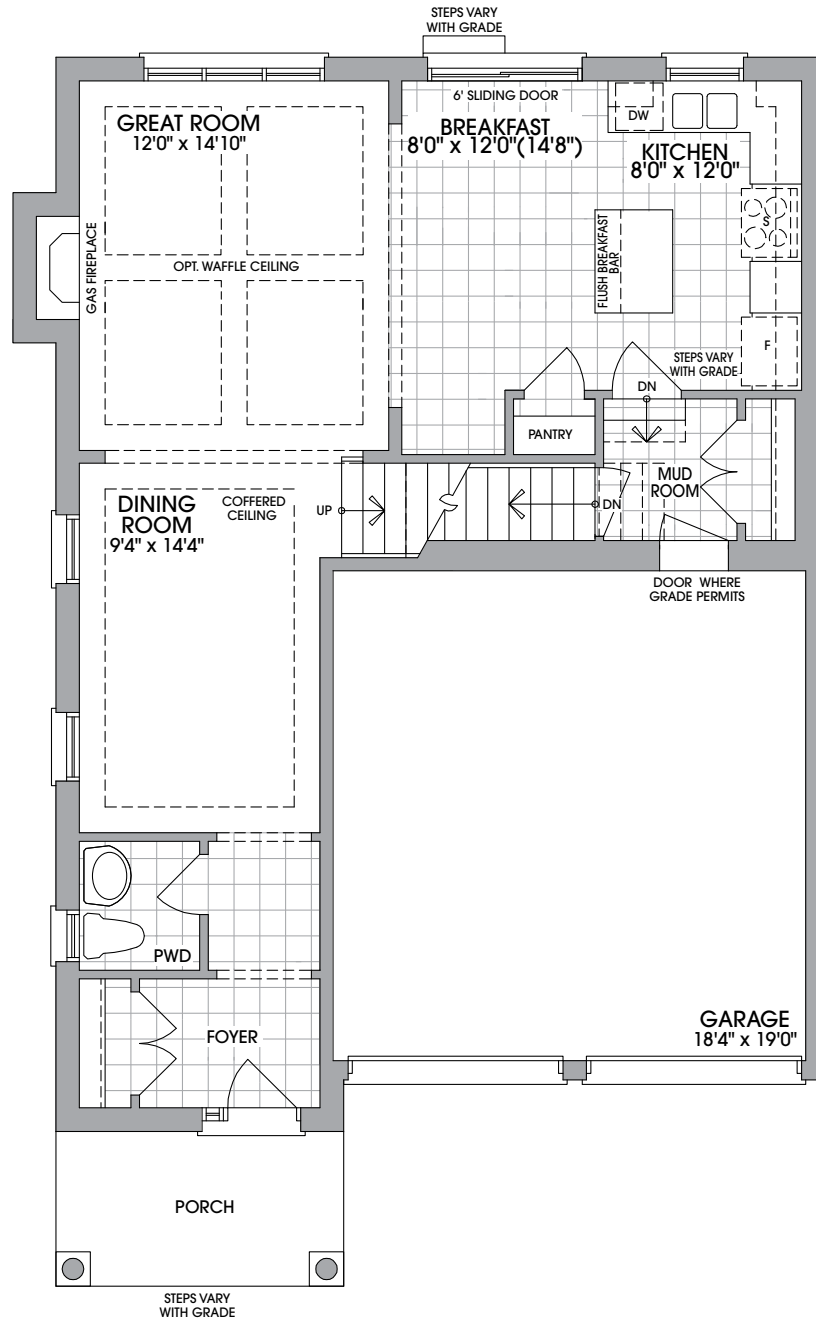 STEPS VARY
WITH GRADE
6' SLIDING DOOR
DW
GREAT ROOM
12'0" x 14'10"
BREAKFAST
8'0" x 12'0"(14'8")
KITCHEN
8'0" x 12'0"
GAS FIREPLACE
OPT. WAFFLE CEILING
FLUSH BREAKFAST
BAR
S
F
STEPS VARY
WITH GRADE
DN
PANTRY
MUD
ROOM
DINING
ROOM
9'4" x 14'4"
COFFERED
CEILING
UP
DN
DOOR WHERE
GRADE PERMITS
PWD
FOYER
GARAGE
18'4" x 19'0"
PORCH
STEPS VARY
WITH GRADE